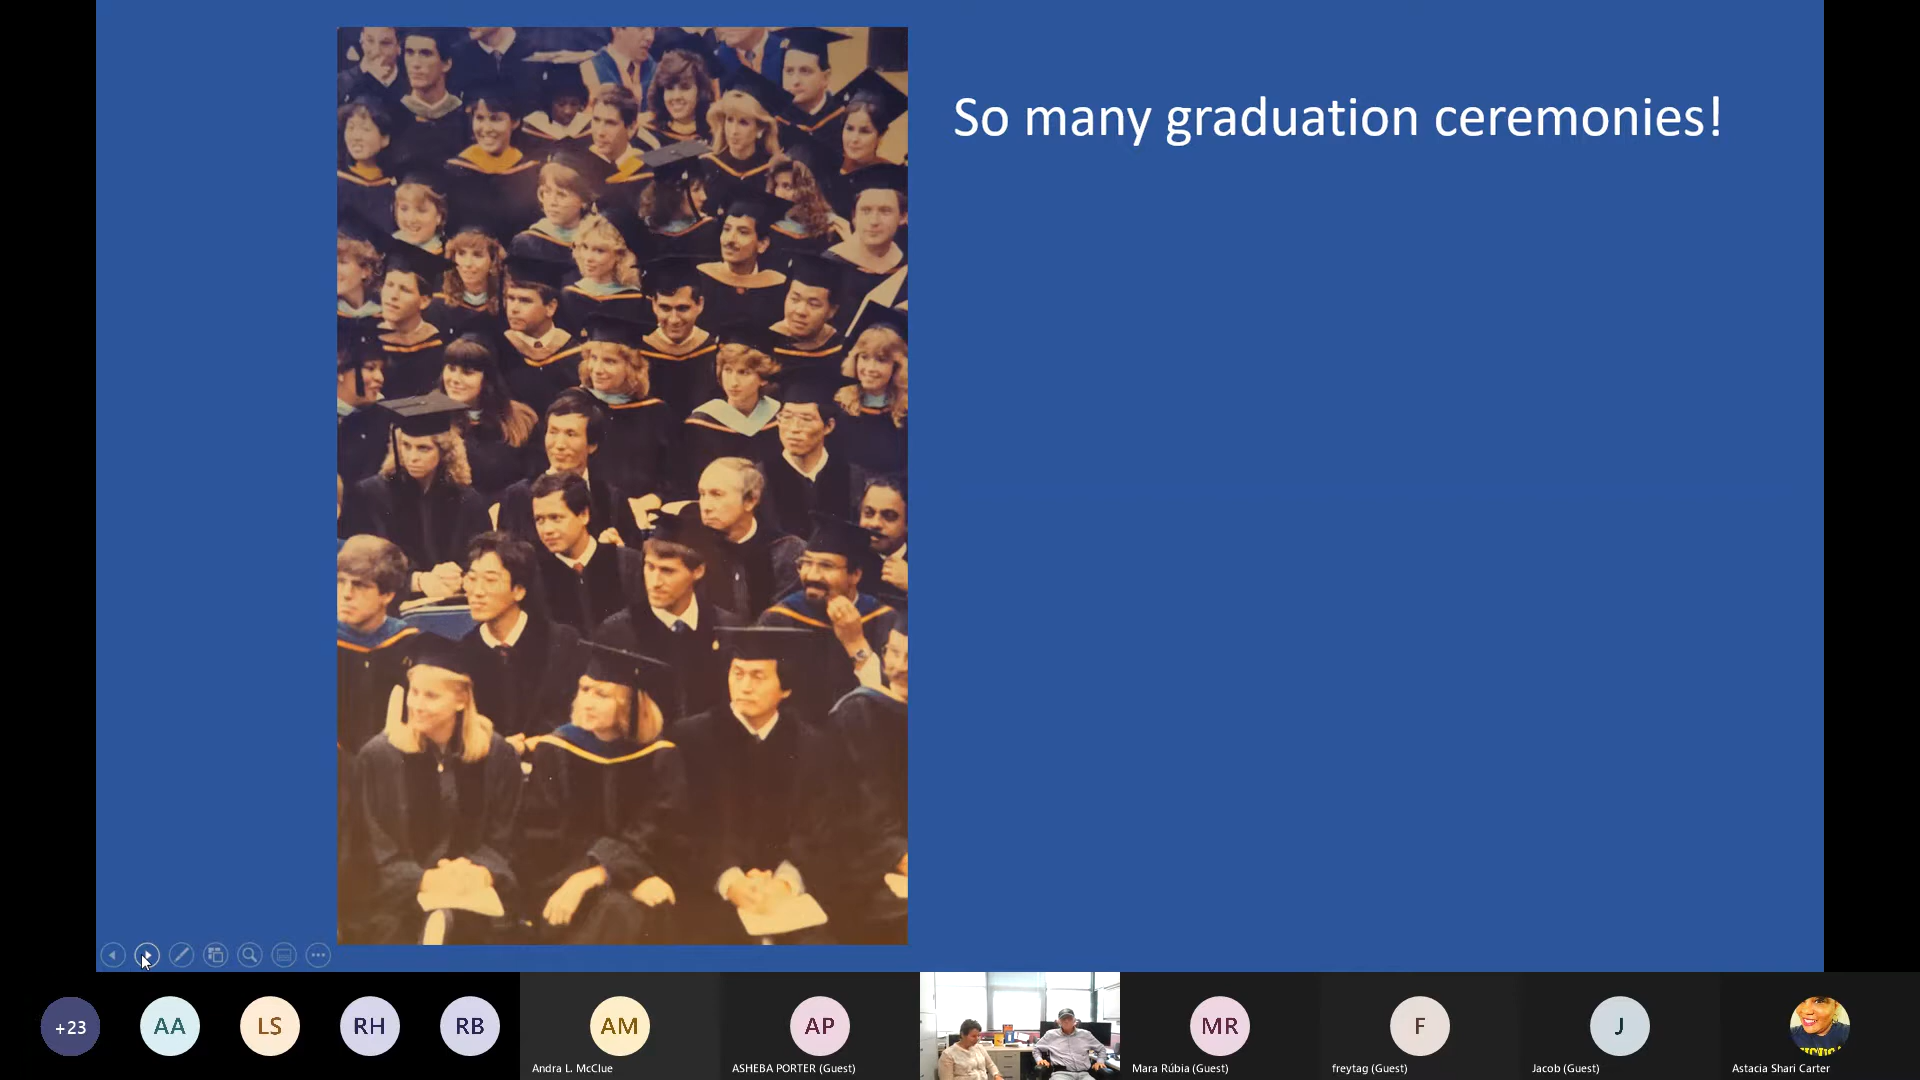 So many graduation ceremonies!
+23
AA
LS
RH
RB
AM
AP
MR
F
J
Andra L. McClue
ASHEBA PORTER (Guest)
Mara Rúbia (Guest)
freytag (Guest)
Jacob (Guest)
Astacia Shari Carter